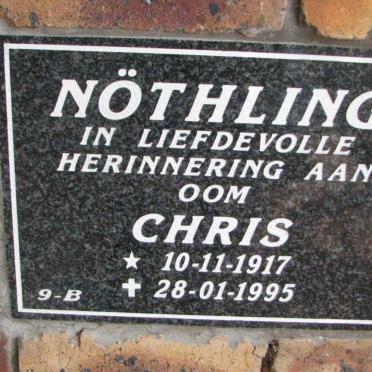 NÖTHLING
IN LIEFDEVOLLE
HERINNERING AAN
OOM
CHRIS
★ 10-11-1917
✝ 28-01-1995
9-B